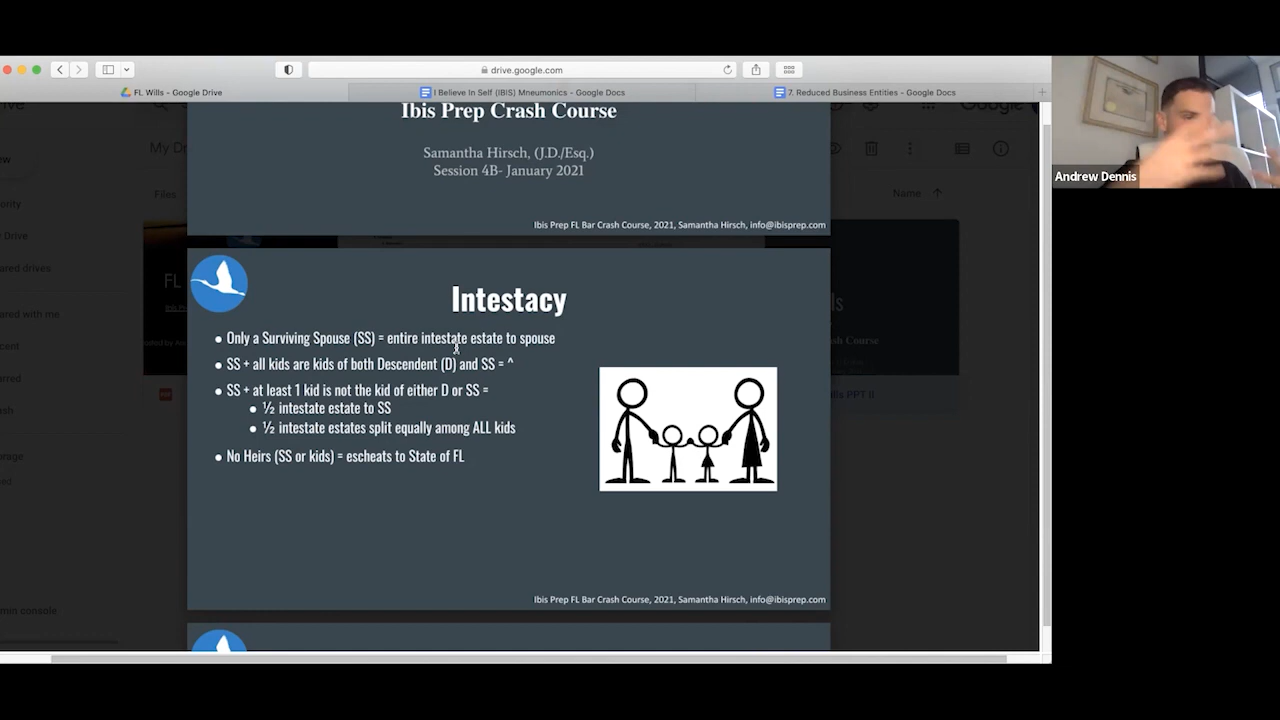 drive.google.com
FL Wills - Google Drive
I Believe In Self (IBIS) Mneumonics - Google Docs
7. Reduced Business Entities - Google Docs
Ibis Prep Crash Course
Samantha Hirsch, (J.D./Esq.)
Session 4B- January 2021
Ibis Prep FL Bar Crash Course, 2021, Samantha Hirsch, info@ibisprep.com
My Dr
Files
Name
Intestacy
• Only a Surviving Spouse (SS) = entire intestate estate to spouse
• SS + all kids are kids of both Descendent (D) and SS = ^
• SS + at least 1 kid is not the kid of either D or SS =
• ½ intestate estate to SS
• ½ intestate estates split equally among ALL kids
• No Heirs (SS or kids) = escheats to State of FL
Ibis Prep FL Bar Crash Course, 2021, Samantha Hirsch, info@ibisprep.com
Andrew Dennis